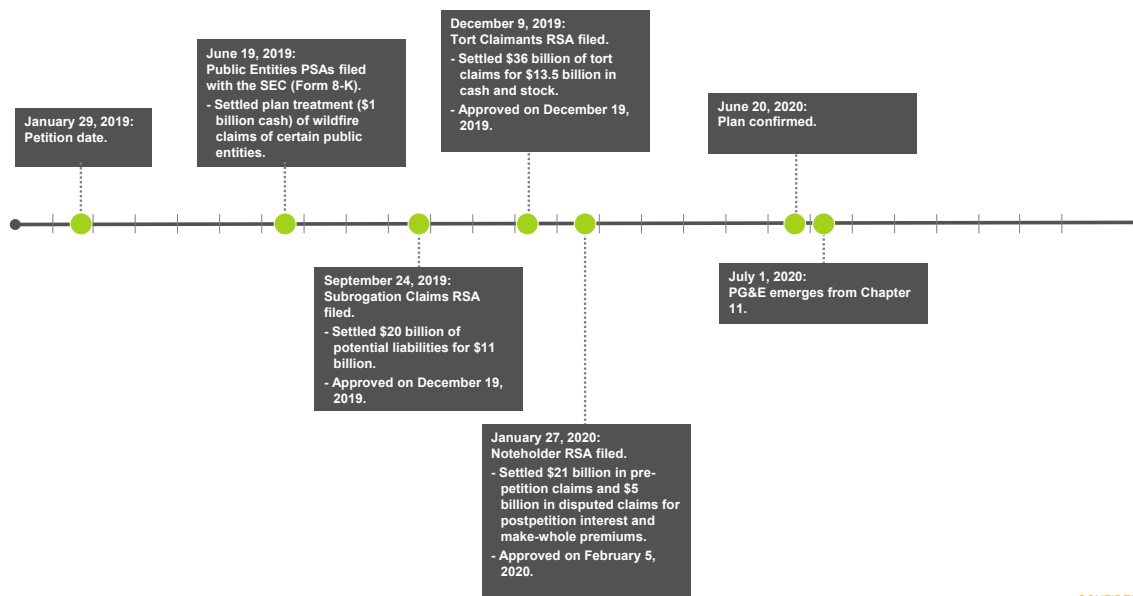 January 29, 2019:
Petition date.
June 19, 2019:
Public Entities PSAs filed
with the SEC (Form 8-K).
- Settled plan treatment ($1
billion cash) of wildfire
claims of certain public
entities.
September 24, 2019:
Subrogation Claims RSA
filed.
- Settled $20 billion of
potential liabilities for $11
billion.
- Approved on December 19,
2019.
December 9, 2019:
Tort Claimants RSA filed.
- Settled $36 billion of tort
claims for $13.5 billion in
cash and stock.
- Approved on December 19,
2019.
January 27, 2020:
Noteholder RSA filed.
- Settled $21 billion in pre-
petition claims and $5
billion in disputed claims for
postpetition interest and
make-whole premiums.
- Approved on February 5,
2020.
June 20, 2020:
Plan confirmed.
July 1, 2020:
PG&E emerges from Chapter
11.